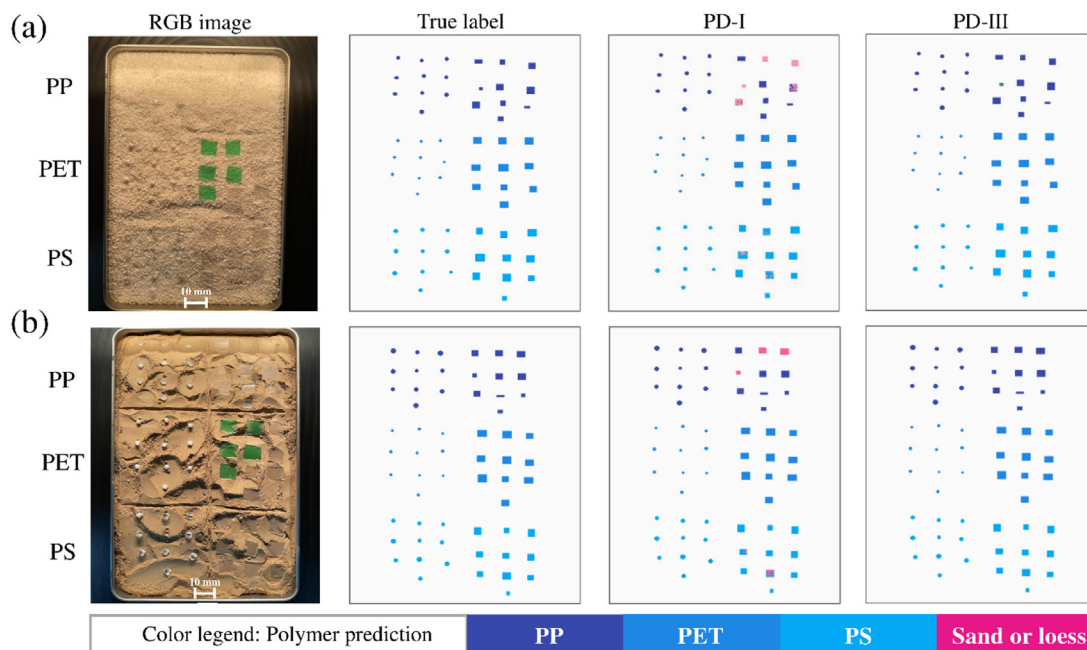 RGB image True label PD-I PD-III
(a)
PP
PET
PS
10 mm
(b)
PP
PET
PS
10 mm
Color legend: Polymer prediction PP PET PS Sand or loess